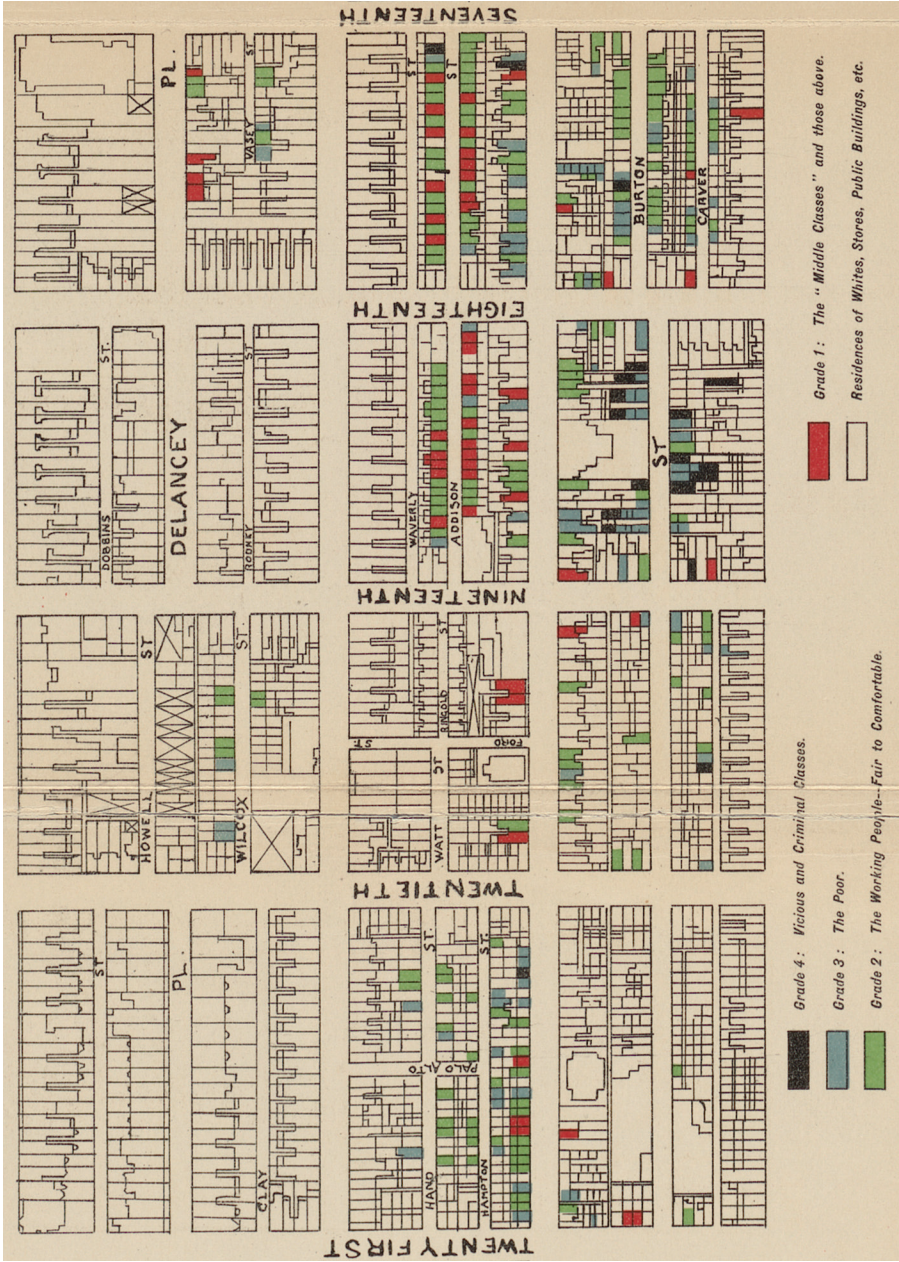 SEVENTEENTH
PL.
ST
VASEY
ST
ST
BURTON
CARVER
EIGHTEENTH
ST.
DOBBINS
DELANCEY
ST
RODNEY
WAVERLY
ADDISON
ST
NINETEENTH
ST
HOWELL
ST.
WILCOX
ST
RINGOLD
ST.
FORD
ST
WATT
TWENTIETH
ST
PL.
CLAY
ST.
HAND
PALO ALTO
ST.
HAMPTON
TWENTY FIRST
Grade 4: Vicious and Criminal Classes.
Grade 3: The Poor.
Grade 2: The Working People--Fair to Comfortable.
Grade 1: The "Middle Classes" and those above.
Residences of Whites, Stores, Public Buildings, etc.